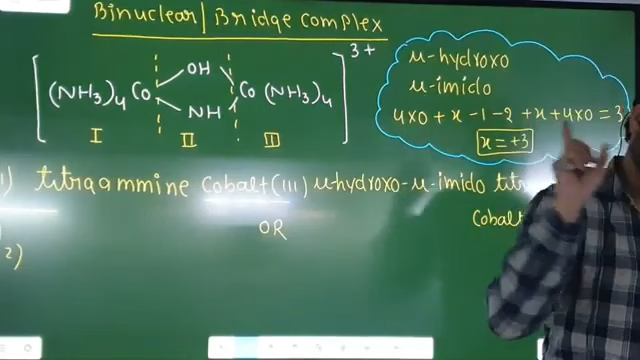 Binuclear/Bridge complex
[(NH3)4 Co < OH / NH > Co (NH3)4]3+
I II III
μ-hydroxo
μ-imido
4x0 + x - 1 - 2 + x + 4x0 = 3
x = +3
1) titraammine Cobalt(III) μ-hydroxo-μ-imido
Cobalt
OR
2)